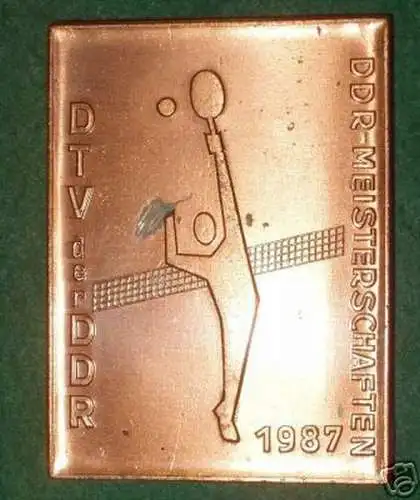 DTV der DDR
DDR-MEISTERSCHAFTEN
1987